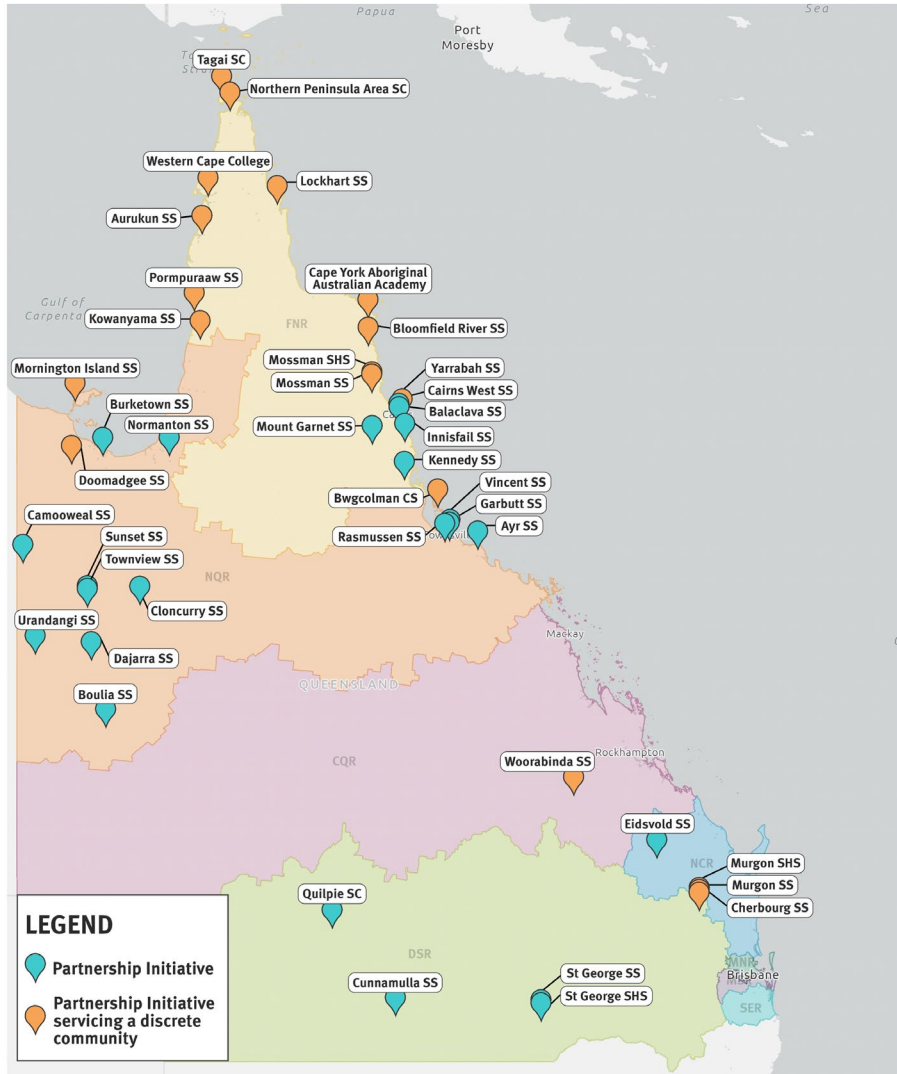 Papua
Sea
Port
Moresby
Tagai SC
Northern Peninsula Area SC
Western Cape College
Lockhart SS
Aurukun SS
Pormpuraaw SS
Cape York Aboriginal
Australian Academy
Gulf of
Kowanyama SS
FNR
Bloomfield River SS
Mossman SHS
Mornington Island SS
Yarrabah SS
Mossman SS
Cairns West SS
Burketown SS
Balaclava SS
Normanton SS
Mount Garnet SS
Innisfail SS
Kennedy SS
Doomadgee SS
Vincent SS
Bwgcolman CS
Garbutt SS
Camooweal SS
Ayr SS
Sunset SS
Rasmussen SS
Townview SS
NQR
Cloncurry SS
Urandangi SS
Mackay
Dajarra SS
QUEENSLAND
Boulia SS
Rockhampton
CQR
Woorabinda SS
Eidsvold SS
NCR
Murgon SHS
Quilpie SC
Murgon SS
Cherbourg SS
LEGEND
Partnership Initiative
Partnership Initiative
servicing a discrete
community
DSR
MNR
St George SS
Brisbane
Cunnamulla SS
St George SHS
SER